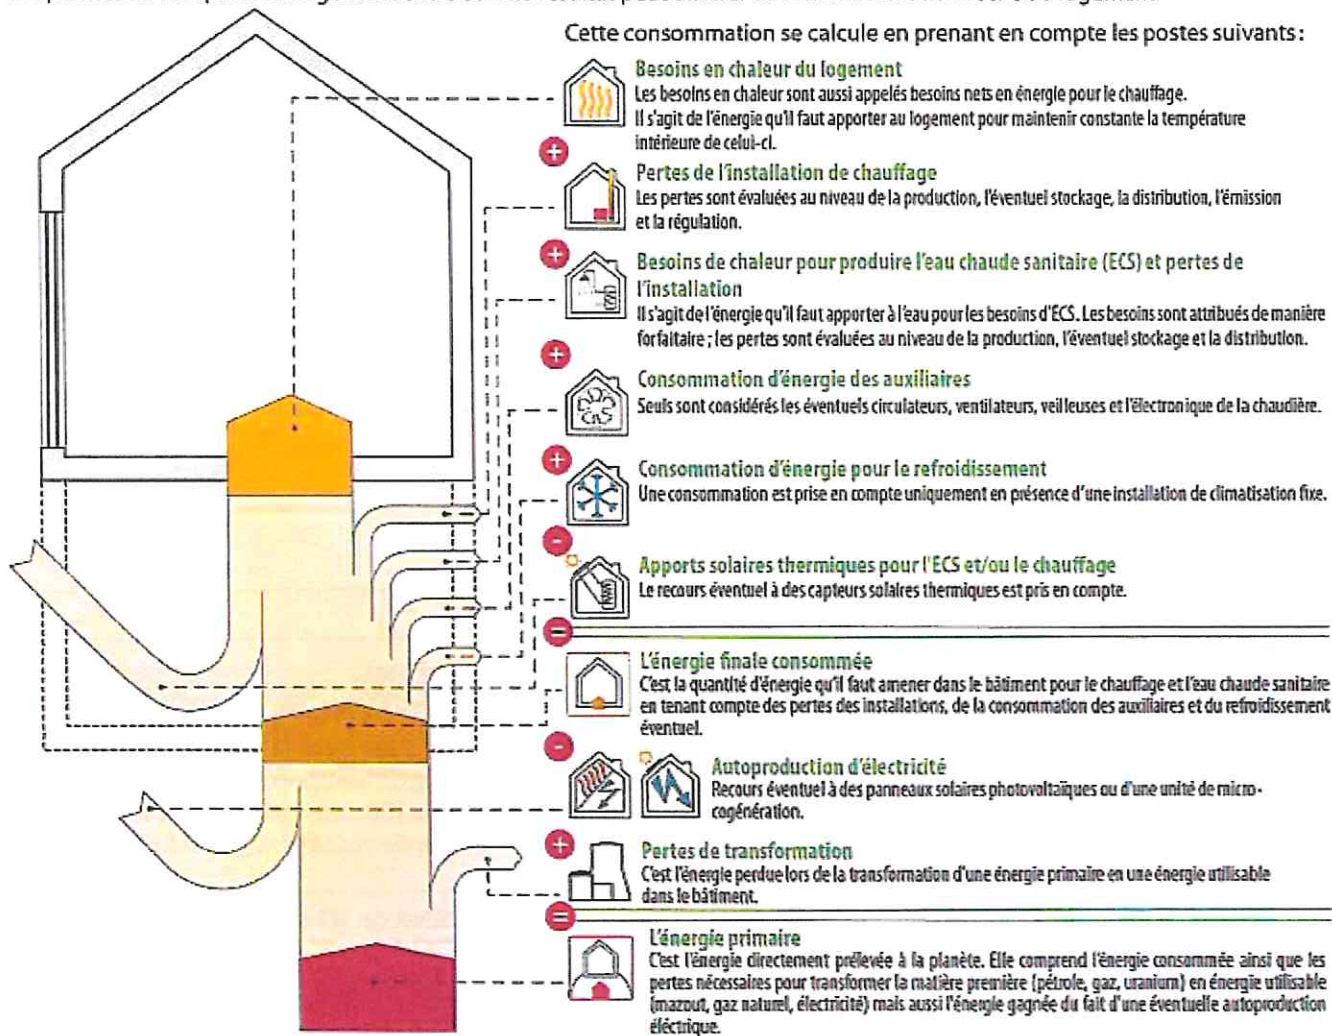 Cette consommation se calcule en prenant en compte les postes suivants :
Besoins en chaleur du logement
Les besoins en chaleur sont aussi appelés besoins nets en énergie pour le chauffage.
Il s'agit de l'énergie qu'il faut apporter au logement pour maintenir constante la température
intérieure de celui-ci.
+
Pertes de l'installation de chauffage
Les pertes sont évaluées au niveau de la production, l'éventuel stockage, la distribution, l'émission
et la régulation.
+
Besoins de chaleur pour produire l'eau chaude sanitaire (ECS) et pertes de
l'installation
Il s'agit de l'énergie qu'il faut apporter à l'eau pour les besoins d'ECS. Les besoins sont attribués de manière
forfaitaire ; les pertes sont évaluées au niveau de la production, l'éventuel stockage et la distribution.
+
Consommation d'énergie des auxiliaires
Seuls sont considérés les éventuels circulateurs, ventilateurs, veilleuses et l'électronique de la chaudière.
+
Consommation d'énergie pour le refroidissement
Une consommation est prise en compte uniquement en présence d'une installation de climatisation fixe.
-
Apports solaires thermiques pour l'ECS et/ou le chauffage
Le recours éventuel à des capteurs solaires thermiques est pris en compte.
=
L'énergie finale consommée
C'est la quantité d'énergie qu'il faut amener dans le bâtiment pour le chauffage et l'eau chaude sanitaire
en tenant compte des pertes des installations, de la consommation des auxiliaires et du refroidissement
éventuel.
-
Autoproduction d'électricité
Recours éventuel à des panneaux solaires photovoltaïques ou d'une unité de micro-
cogénération.
+
Pertes de transformation
C'est l'énergie perdue lors de la transformation d'une énergie primaire en une énergie utilisable
dans le bâtiment.
=
L'énergie primaire
C'est l'énergie directement prélevée à la planète. Elle comprend l'énergie consommée ainsi que les
pertes nécessaires pour transformer la matière première (pétrole, gaz, uranium) en énergie utilisable
(mazout, gaz naturel, électricité) mais aussi l'énergie gagnée du fait d'une éventuelle autoproduction
éléctrique.